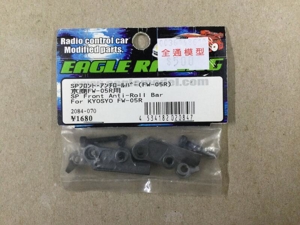 Radio control car
Modified parts.
全通模型
EAGLE RA
SPフロント・アンチロールバー(FW-05R)
京商FW-05R用
SP Front Anti-Roll Bar
For KYOSYO FW-05R
2084-070
¥1680